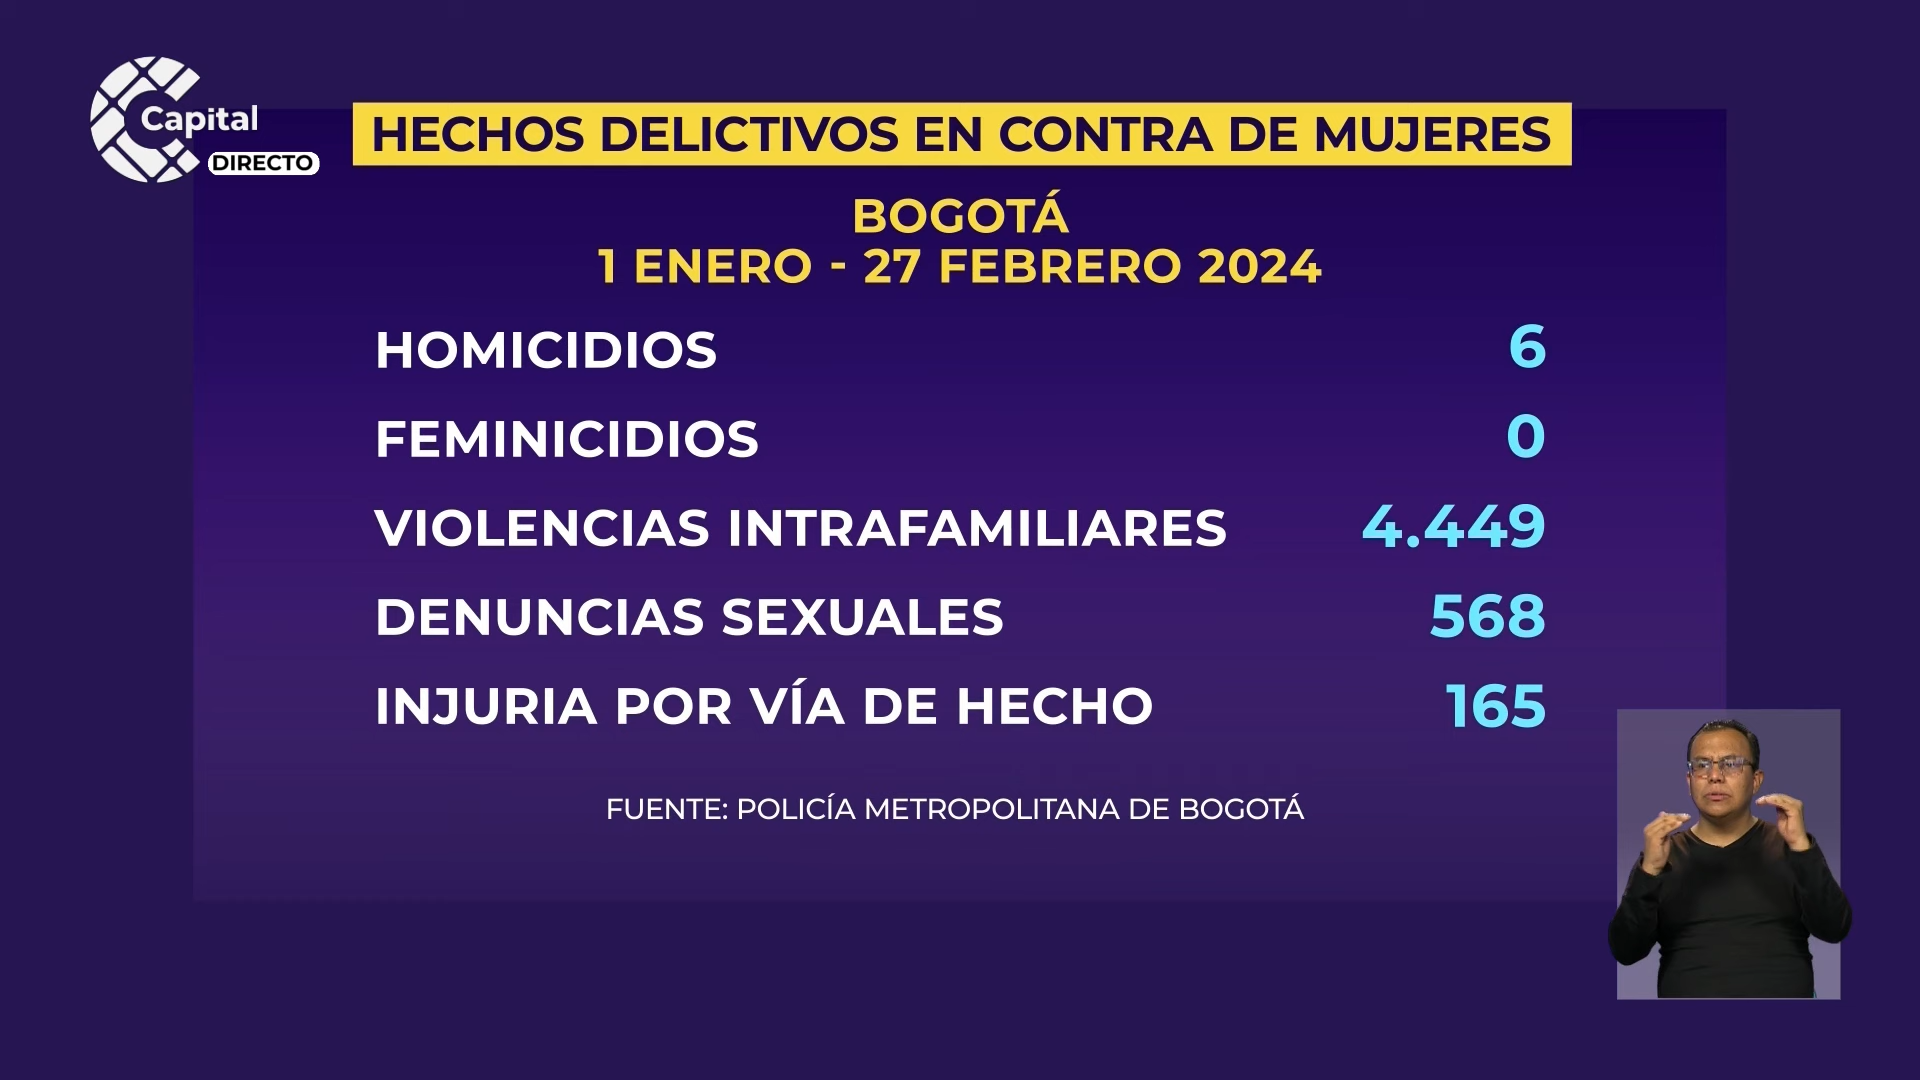 Capital
DIRECTO
HECHOS DELICTIVOS EN CONTRA DE MUJERES
BOGOTÁ
1 ENERO - 27 FEBRERO 2024
HOMICIDIOS 6
FEMINICIDIOS 0
VIOLENCIAS INTRAFAMILIARES 4.449
DENUNCIAS SEXUALES 568
INJURIA POR VÍA DE HECHO 165
FUENTE: POLICÍA METROPOLITANA DE BOGOTÁ